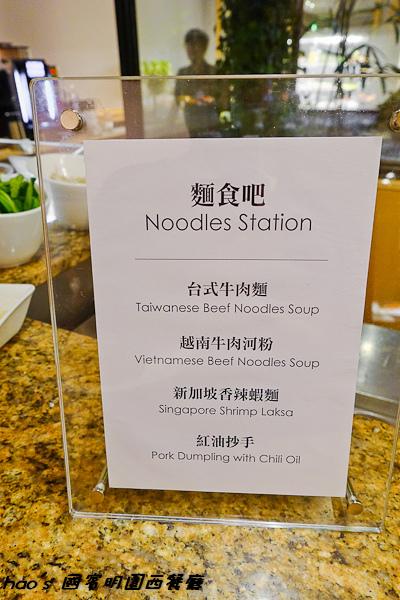 麵食吧
Noodles Station
台式牛肉麵
Taiwanese Beef Noodles Soup
越南牛肉河粉
Vietnamese Beef Noodles Soup
新加坡香辣蝦麵
Singapore Shrimp Laksa
紅油抄手
Pork Dumpling with Chili Oil
hao's 國賓明園西餐廳